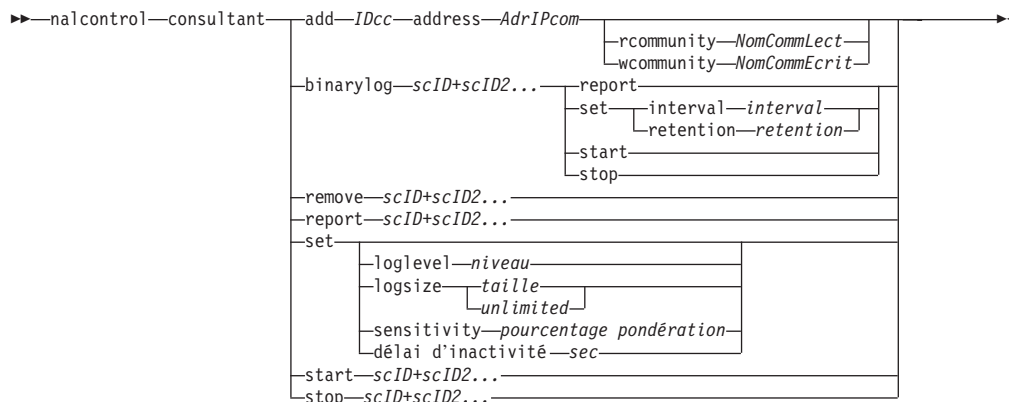 nalcontrol consultant add IDcc address AdrIPcom
rcommunity NomCommLect
wcommunity NomCommEcrit
binarylog scID+scID2... report
set interval interval
retention retention
start
stop
remove scID+scID2...
report scID+scID2...
set
loglevel niveau
logsize taille
unlimited
sensitivity pourcentage pondération
délai d'inactivité sec
start scID+scID2...
stop scID+scID2...